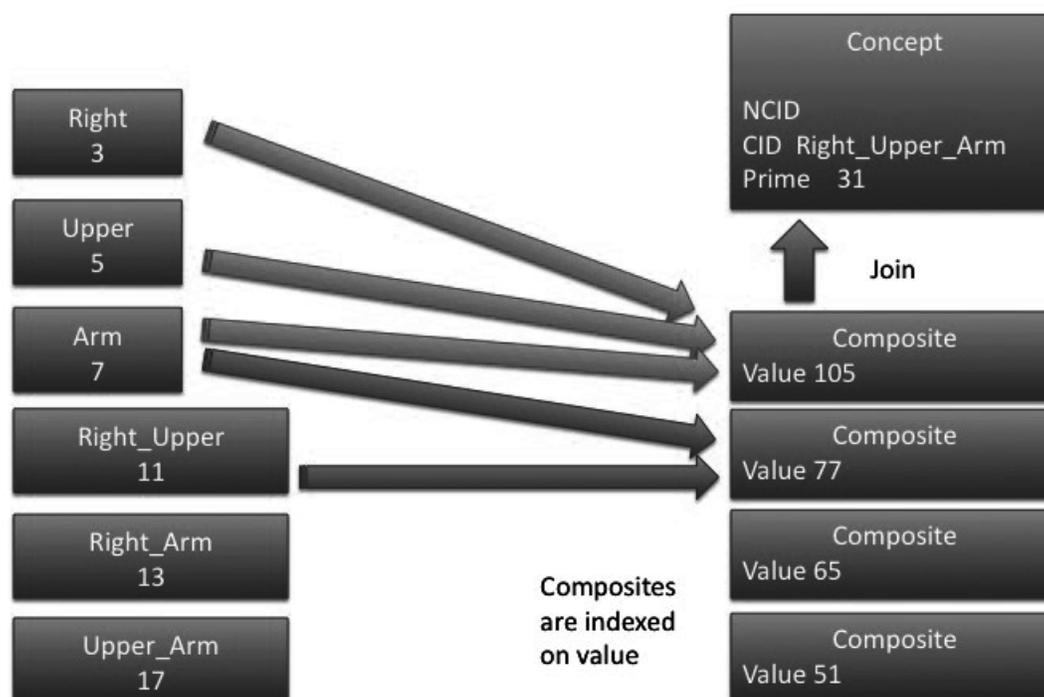 Right
3
Upper
5
Arm
7
Right_Upper
11
Right_Arm
13
Upper_Arm
17
Concept
NCID
CID Right_Upper_Arm
Prime 31
Join
Composite
Value 105
Composite
Value 77
Composite
Value 65
Composite
Value 51
Composites
are indexed
on value